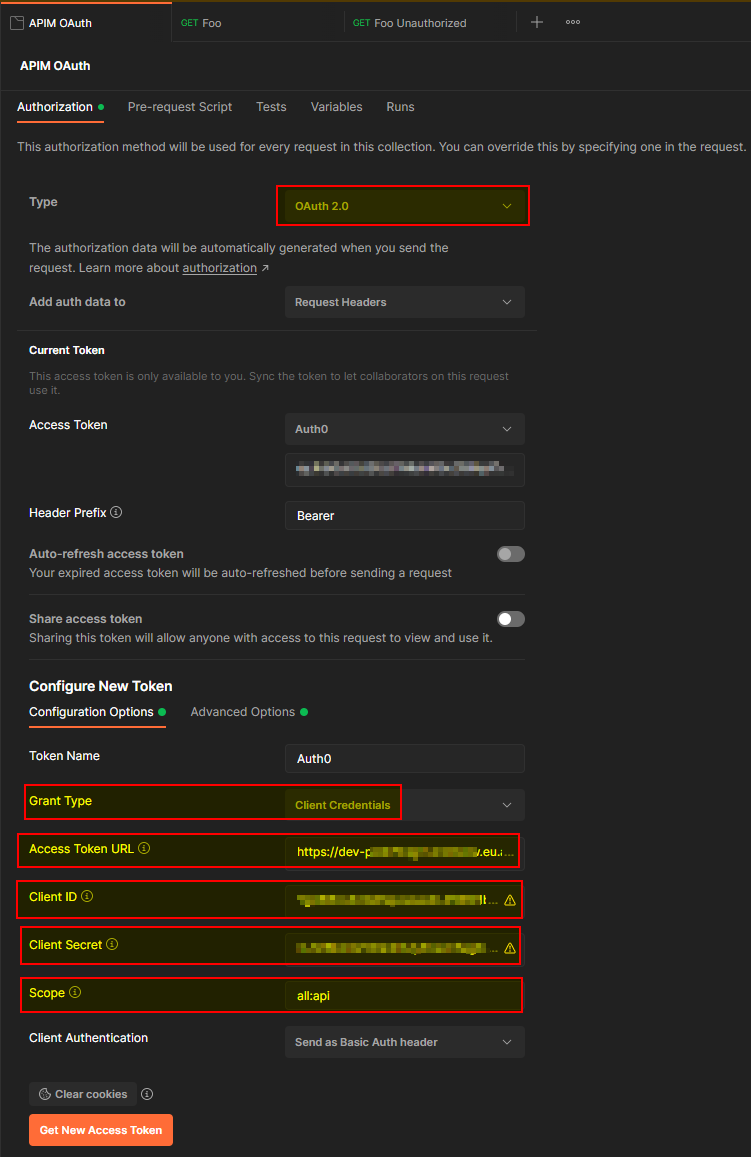 APIM OAuth
GET Foo
GET Foo Unauthorized
APIM OAuth
Authorization Pre-request Script Tests Variables Runs
This authorization method will be used for every request in this collection. You can override this by specifying one in the request.
Type OAuth 2.0
The authorization data will be automatically generated when you send the
request. Learn more about authorization ↗
Add auth data to Request Headers
Current Token
This access token is only available to you. Sync the token to let collaborators on this request
use it.
Access Token Auth0
Header Prefix Bearer
Auto-refresh access token
Your expired access token will be auto-refreshed before sending a request
Share access token
Sharing this token will allow anyone with access to this request to view and use it.
Configure New Token
Configuration Options Advanced Options
Token Name Auth0
Grant Type Client Credentials
Access Token URL https://dev-p .eu.a...
Client ID ...
Client Secret ...
Scope all:api
Client Authentication Send as Basic Auth header
Clear cookies
Get New Access Token